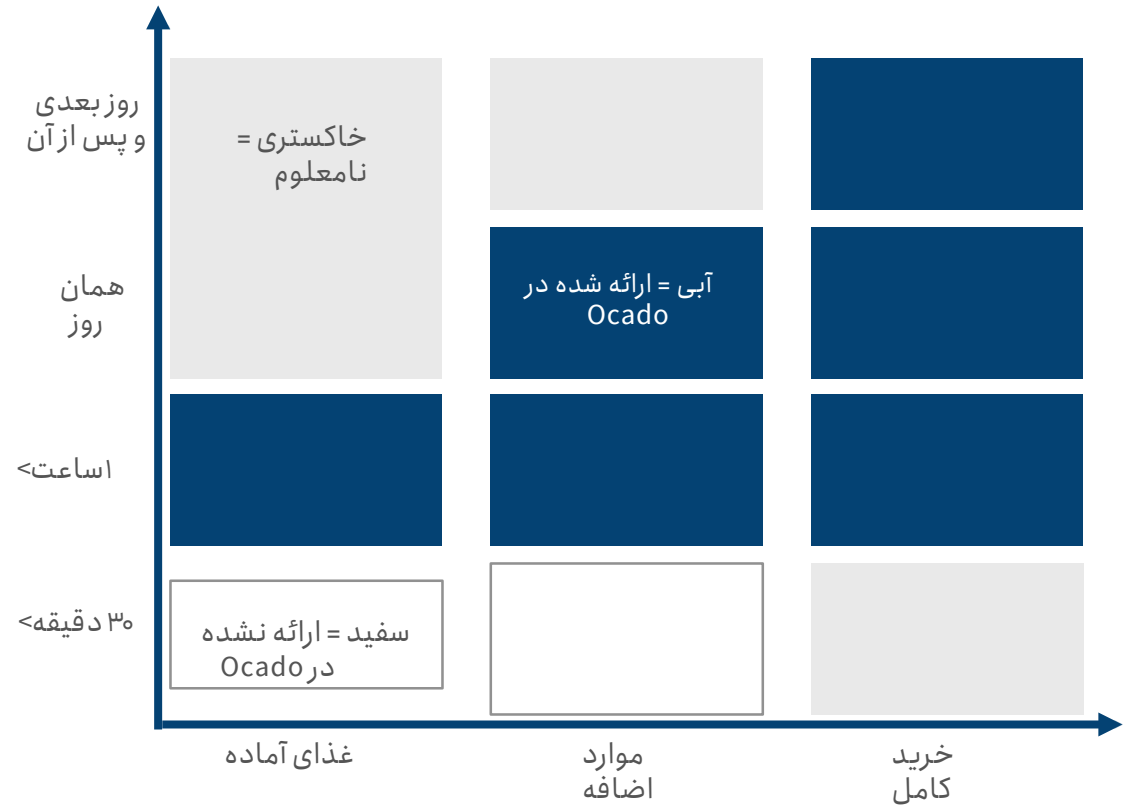 روز بعدی
و پس از آن
خاکستری =
نامعلوم
همان
روز
آبی = ارائه شده در
Ocado
۱ساعت>
۳۰ دقیقه>
سفید = ارائه نشده
در Ocado
غذای آماده
موارد
اضافه
خرید
کامل